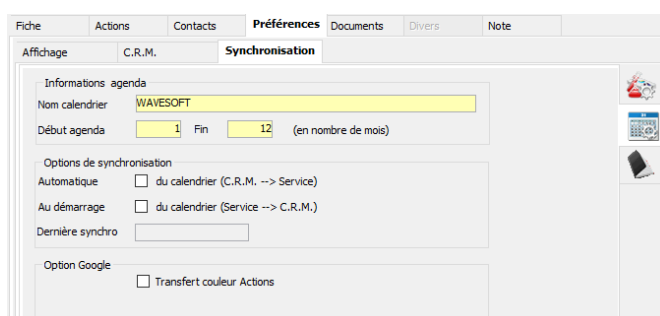 Fiche Actions Contacts Préférences Documents Divers Note
Affichage C.R.M. Synchronisation
Informations agenda
Nom calendrier WAVESOFT
Début agenda 1 Fin 12 (en nombre de mois)
Options de synchronisation
Automatique du calendrier (C.R.M. --> Service)
Au démarrage du calendrier (Service --> C.R.M.)
Dernière synchro
Option Google
Transfert couleur Actions